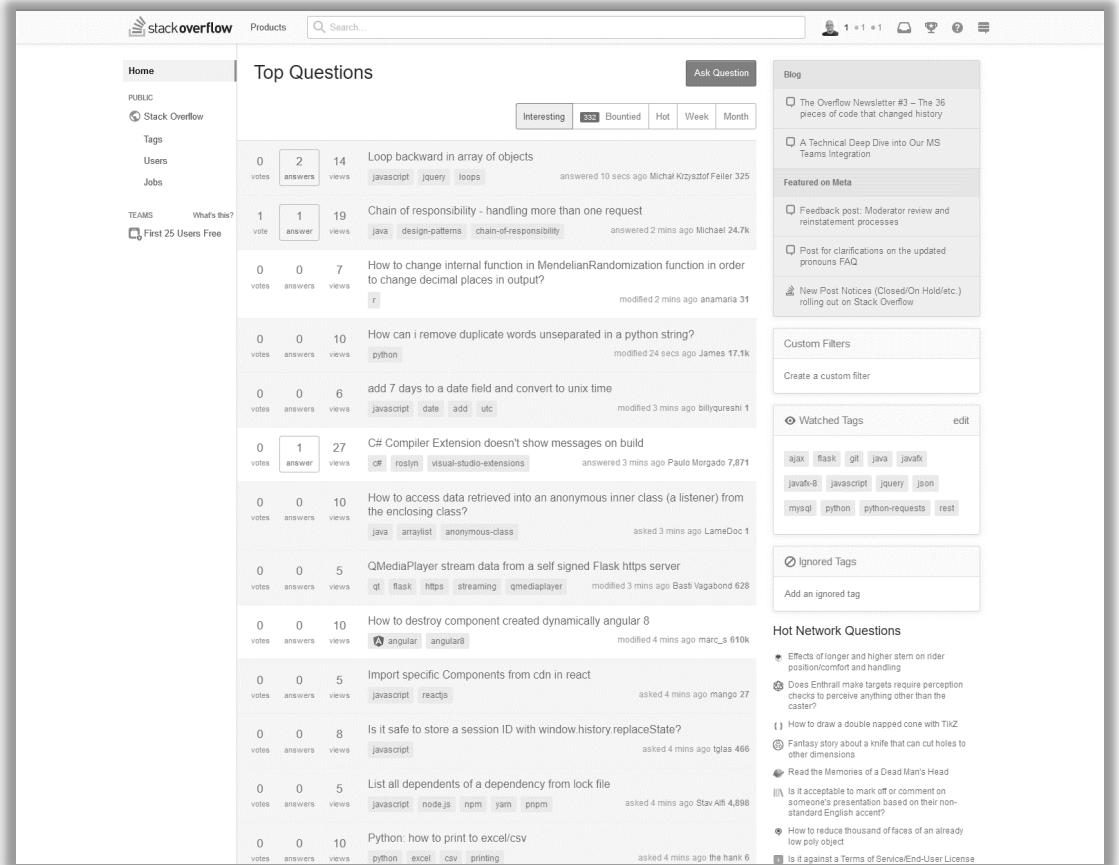 stackoverflow Products Search... 1 1 1
Home
PUBLIC
Stack Overflow
Tags
Users
Jobs
TEAMS What's this?
First 25 Users Free
Top Questions Ask Question
Interesting 332 Bountied Hot Week Month
0 2 14 Loop backward in array of objects
votes answers views javascript jquery loops answered 10 secs ago Michał Krzysztof Feiler 325
1 1 19 Chain of responsibility - handling more than one request
vote answer views java design-patterns chain-of-responsibility answered 2 mins ago Michael 24.7k
0 0 7 How to change internal function in MendelianRandomization function in order
votes answers views to change decimal places in output?
r modified 2 mins ago anamaria 31
0 0 10 How can i remove duplicate words unseparated in a python string?
votes answers views python modified 24 secs ago James 17.1k
0 0 6 add 7 days to a date field and convert to unix time
votes answers views javascript date add utc modified 3 mins ago billyqureshi 1
0 1 27 C# Compiler Extension doesn't show messages on build
votes answer views c# roslyn visual-studio-extensions answered 3 mins ago Paulo Morgado 7,871
0 0 10 How to access data retrieved into an anonymous inner class (a listener) from
votes answers views the enclosing class?
java arraylist anonymous-class asked 3 mins ago LameDoc 1
0 0 5 QMediaPlayer stream data from a self signed Flask https server
votes answers views qt flask https streaming qmediaplayer modified 3 mins ago Basti Vagabond 628
0 0 10 How to destroy component created dynamically angular 8
votes answers views angular angular8 modified 4 mins ago marc_s 610k
0 0 5 Import specific Components from cdn in react
votes answers views javascript reactjs asked 4 mins ago mango 27
0 0 8 Is it safe to store a session ID with window.history.replaceState?
votes answers views javascript asked 4 mins ago tglas 466
0 0 5 List all dependents of a dependency from lock file
votes answers views javascript node.js npm yarn pnpm asked 4 mins ago Stav Alfi 4,898
0 0 10 Python: how to print to excel/csv
votes answers views python excel csv printing asked 4 mins ago the hank 6
Blog
The Overflow Newsletter #3 – The 36
pieces of code that changed history
A Technical Deep Dive into Our MS
Teams Integration
Featured on Meta
Feedback post: Moderator review and
reinstatement processes
Post for clarifications on the updated
pronouns FAQ
New Post Notices (Closed/On Hold/etc.)
rolling out on Stack Overflow
Custom Filters
Create a custom filter
Watched Tags edit
ajax flask git java javafx
javafx-8 javascript jquery json
mysql python python-requests rest
Ignored Tags
Add an ignored tag
Hot Network Questions
Effects of longer and higher stem on rider
position/comfort and handling
Does Enthrall make targets require perception
checks to perceive anything other than the
caster?
How to draw a double napped cone with TikZ
Fantasy story about a knife that can cut holes to
other dimensions
Read the Memories of a Dead Man's Head
Is it acceptable to mark off or comment on
someone's presentation based on their non-
standard English accent?
How to reduce thousand of faces of an already
low poly object
Is it against a Terms of Service/End-User License